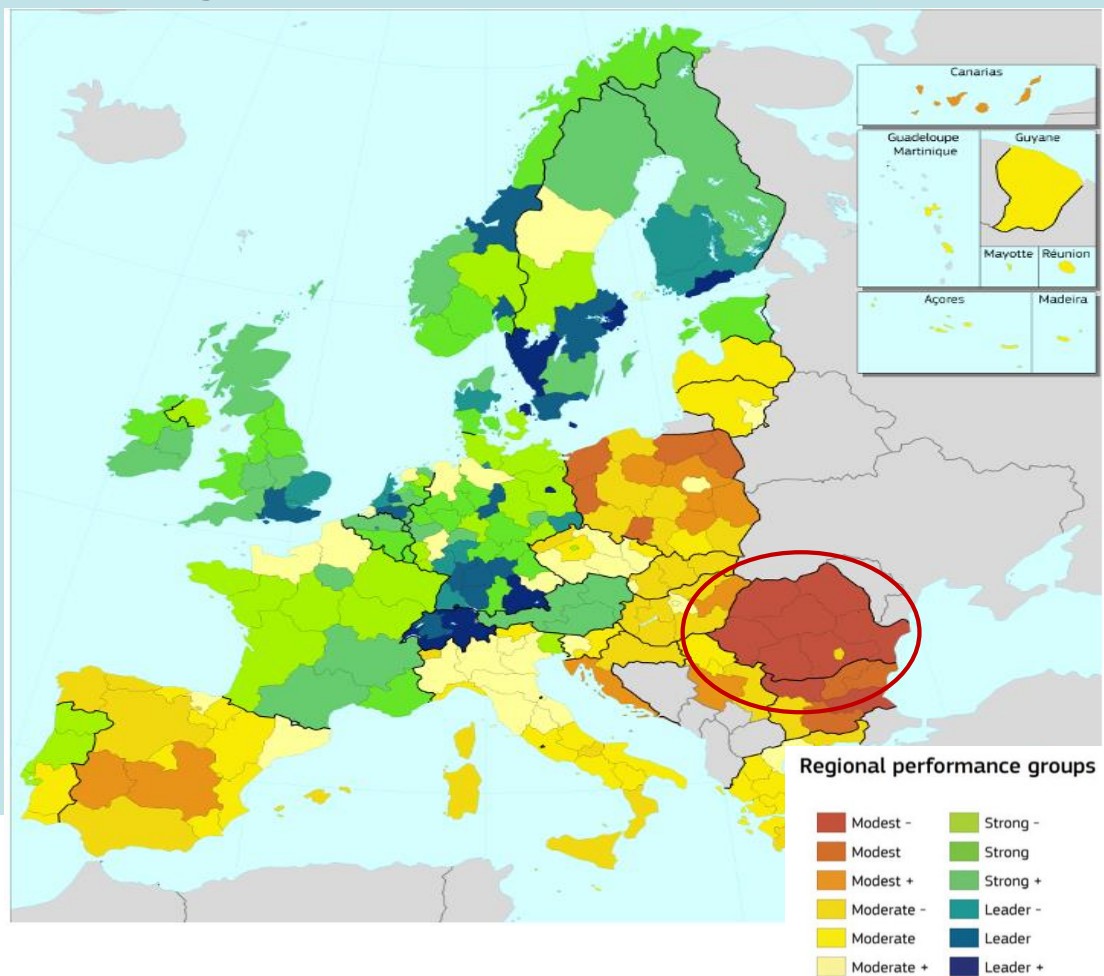 Canarias
Guadeloupe
Martinique
Guyane
Mayotte
Réunion
Açores
Madeira
Regional performance groups
Modest -
Modest
Modest +
Moderate -
Moderate
Moderate +
Strong -
Strong
Strong +
Leader -
Leader
Leader +